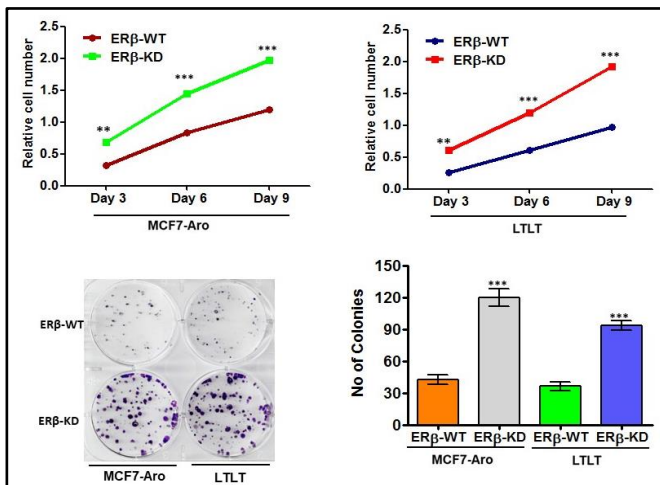 Relative cell number
2.5
2.0
1.5
1.0
0.5
0.0
ERβ-WT
ERβ-KD
**
***
***
Day 3 Day 6 Day 9
MCF7-Aro
Relative cell number
2.5
2.0
1.5
1.0
0.5
0.0
ERβ-WT
ERβ-KD
**
***
***
Day 3 Day 6 Day 9
LTLT
ERβ-WT
ERβ-KD
MCF7-Aro LTLT
No of Colonies
150
120
90
60
30
0
***
***
ERβ-WT ERβ-KD ERβ-WT ERβ-KD
MCF7-Aro LTLT